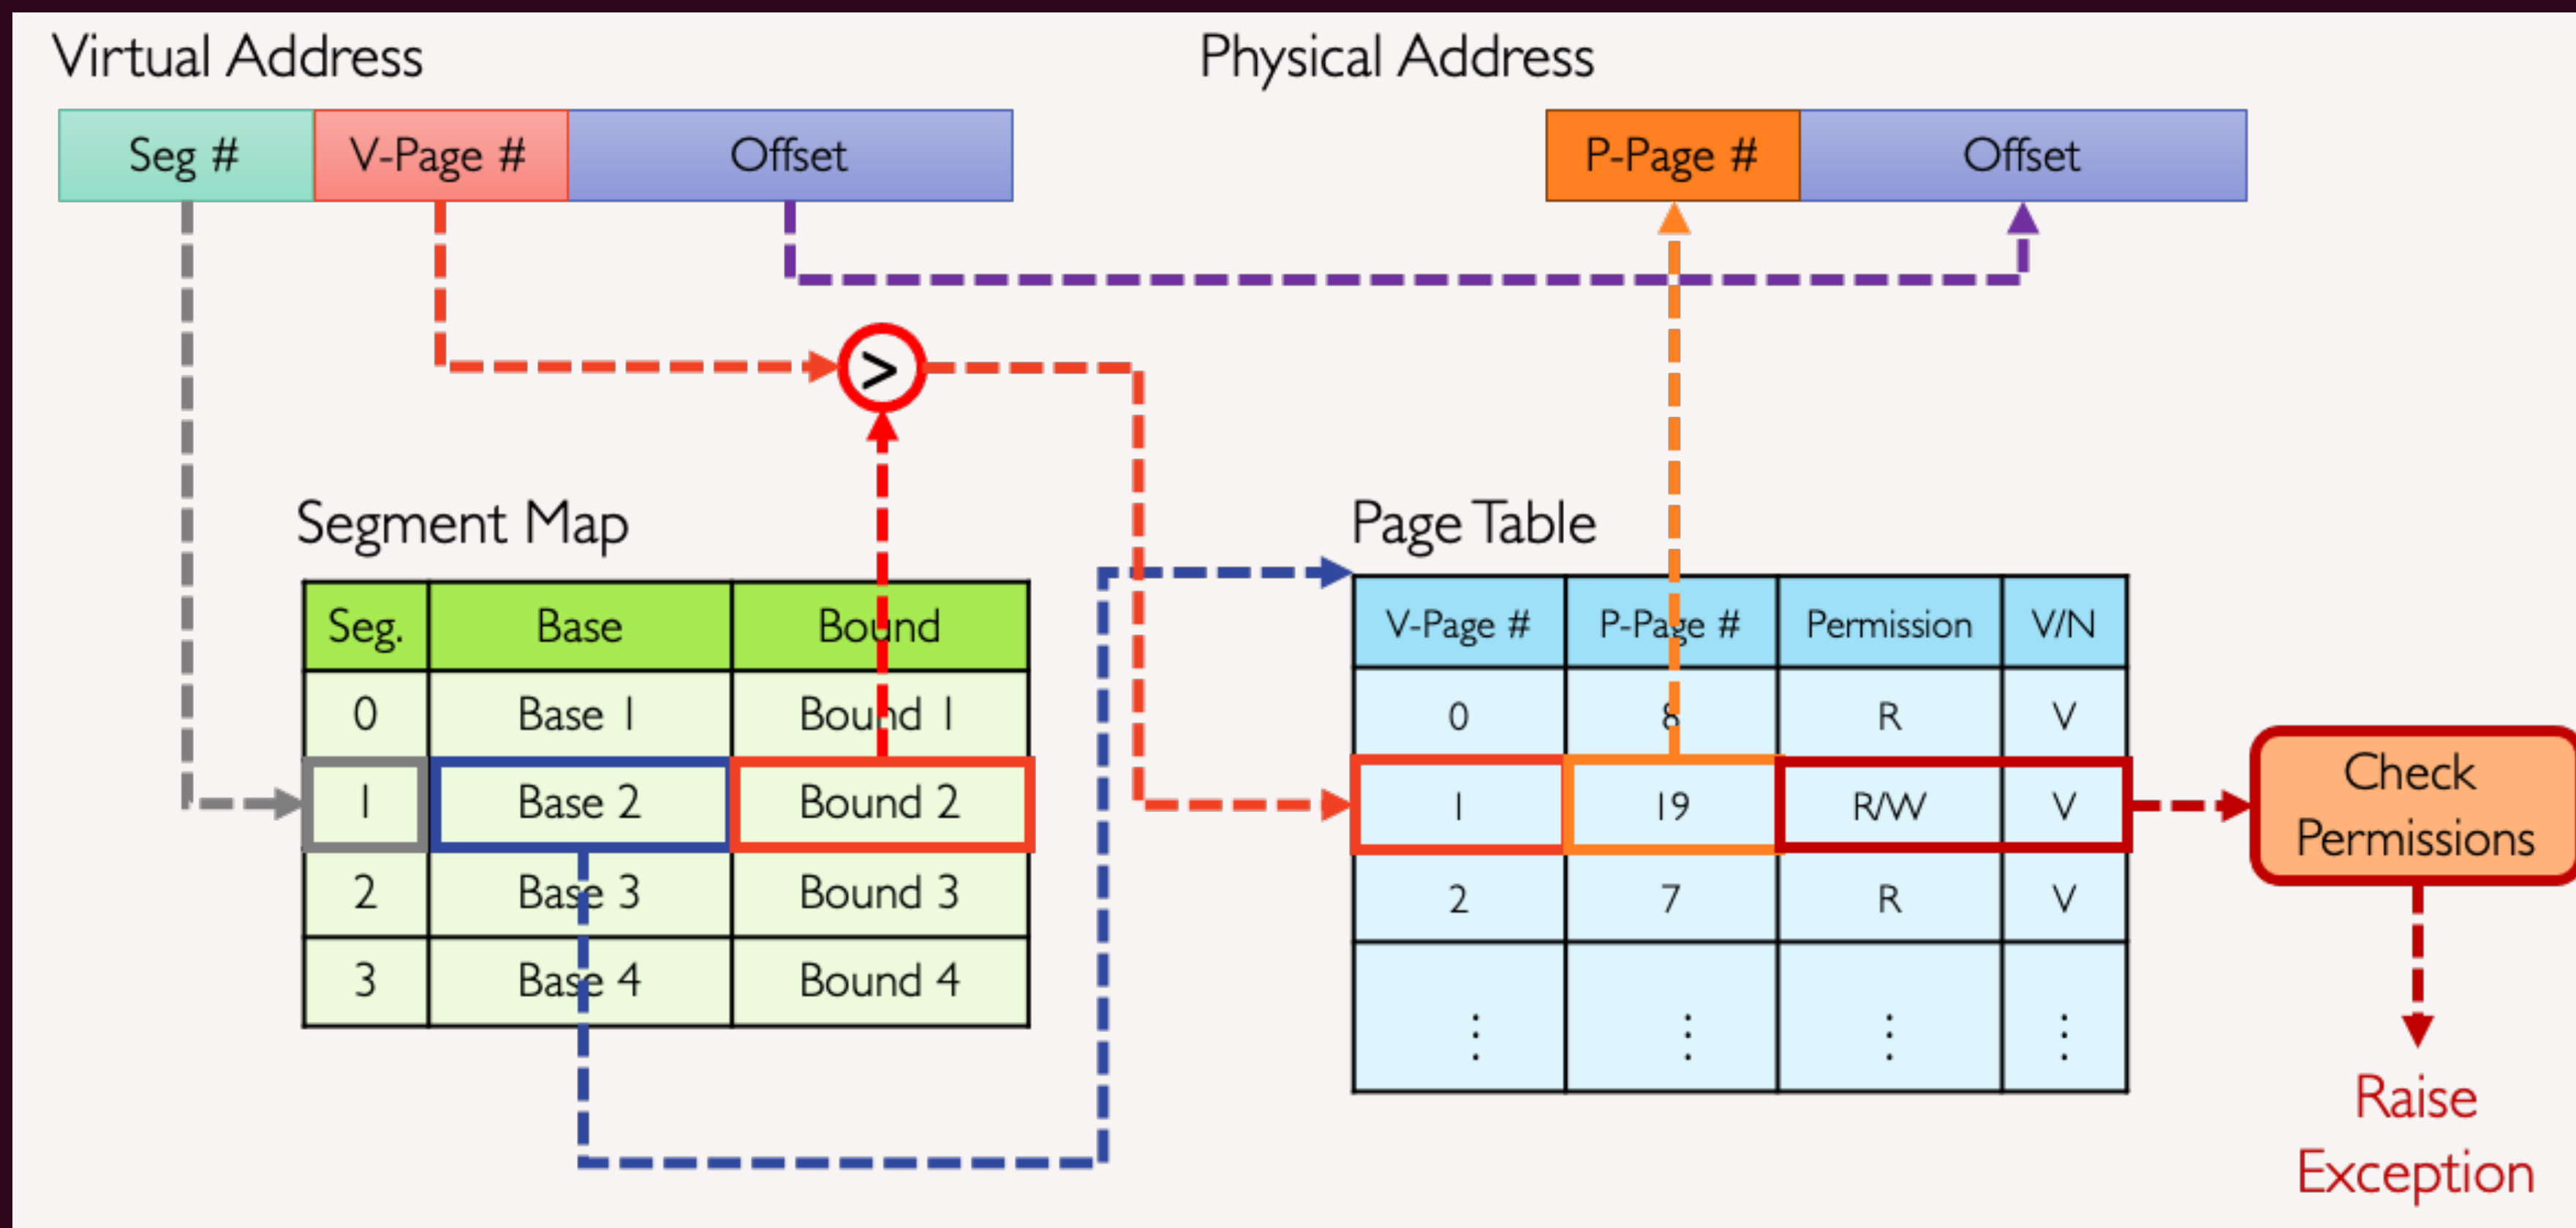 Virtual Address
Physical Address
Seg #
V-Page #
Offset
P-Page #
Offset
>
Segment Map
Seg. Base Bound
0 Base 1 Bound 1
1 Base 2 Bound 2
2 Base 3 Bound 3
3 Base 4 Bound 4
Page Table
V-Page # P-Page # Permission V/N
0 8 R V
1 19 R/W V
2 7 R V
⋮ ⋮ ⋮ ⋮
Check
Permissions
Raise
Exception